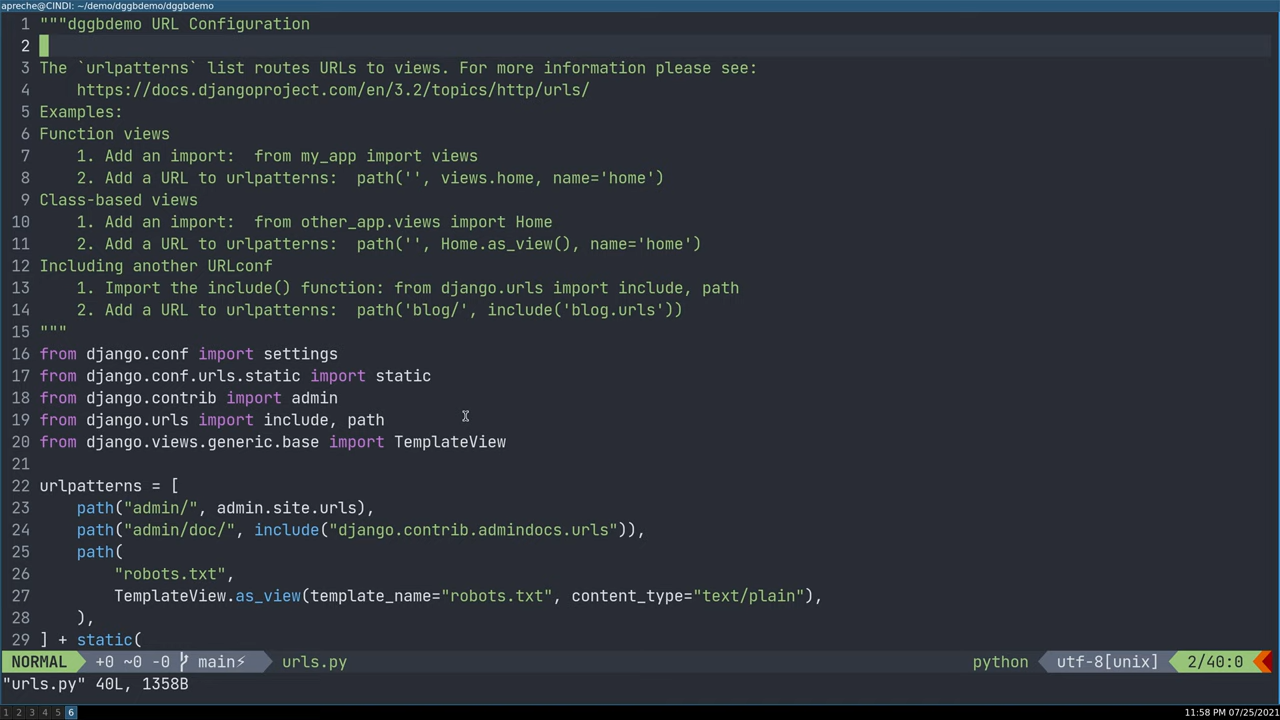 apreche@CINDI: ~/demo/dggbdemo/dggbdemo
1 """dggbdemo URL Configuration
2
3 The `urlpatterns` list routes URLs to views. For more information please see:
4     https://docs.djangoproject.com/en/3.2/topics/http/urls/
5 Examples:
6 Function views
7     1. Add an import:  from my_app import views
8     2. Add a URL to urlpatterns:  path('', views.home, name='home')
9 Class-based views
10     1. Add an import:  from other_app.views import Home
11     2. Add a URL to urlpatterns:  path('', Home.as_view(), name='home')
12 Including another URLconf
13     1. Import the include() function: from django.urls import include, path
14     2. Add a URL to urlpatterns:  path('blog/', include('blog.urls'))
15 """
16 from django.conf import settings
17 from django.conf.urls.static import static
18 from django.contrib import admin
19 from django.urls import include, path
20 from django.views.generic.base import TemplateView
21
22 urlpatterns = [
23     path("admin/", admin.site.urls),
24     path("admin/doc/", include("django.contrib.admindocs.urls")),
25     path(
26         "robots.txt",
27         TemplateView.as_view(template_name="robots.txt", content_type="text/plain"),
28     ),
29 ] + static(
NORMAL +0 ~0 -0 main⚡ urls.py python utf-8[unix] 2/40:0
"urls.py" 40L, 1358B
1 2 3 4 5 6 11:58 PM 07/25/2021